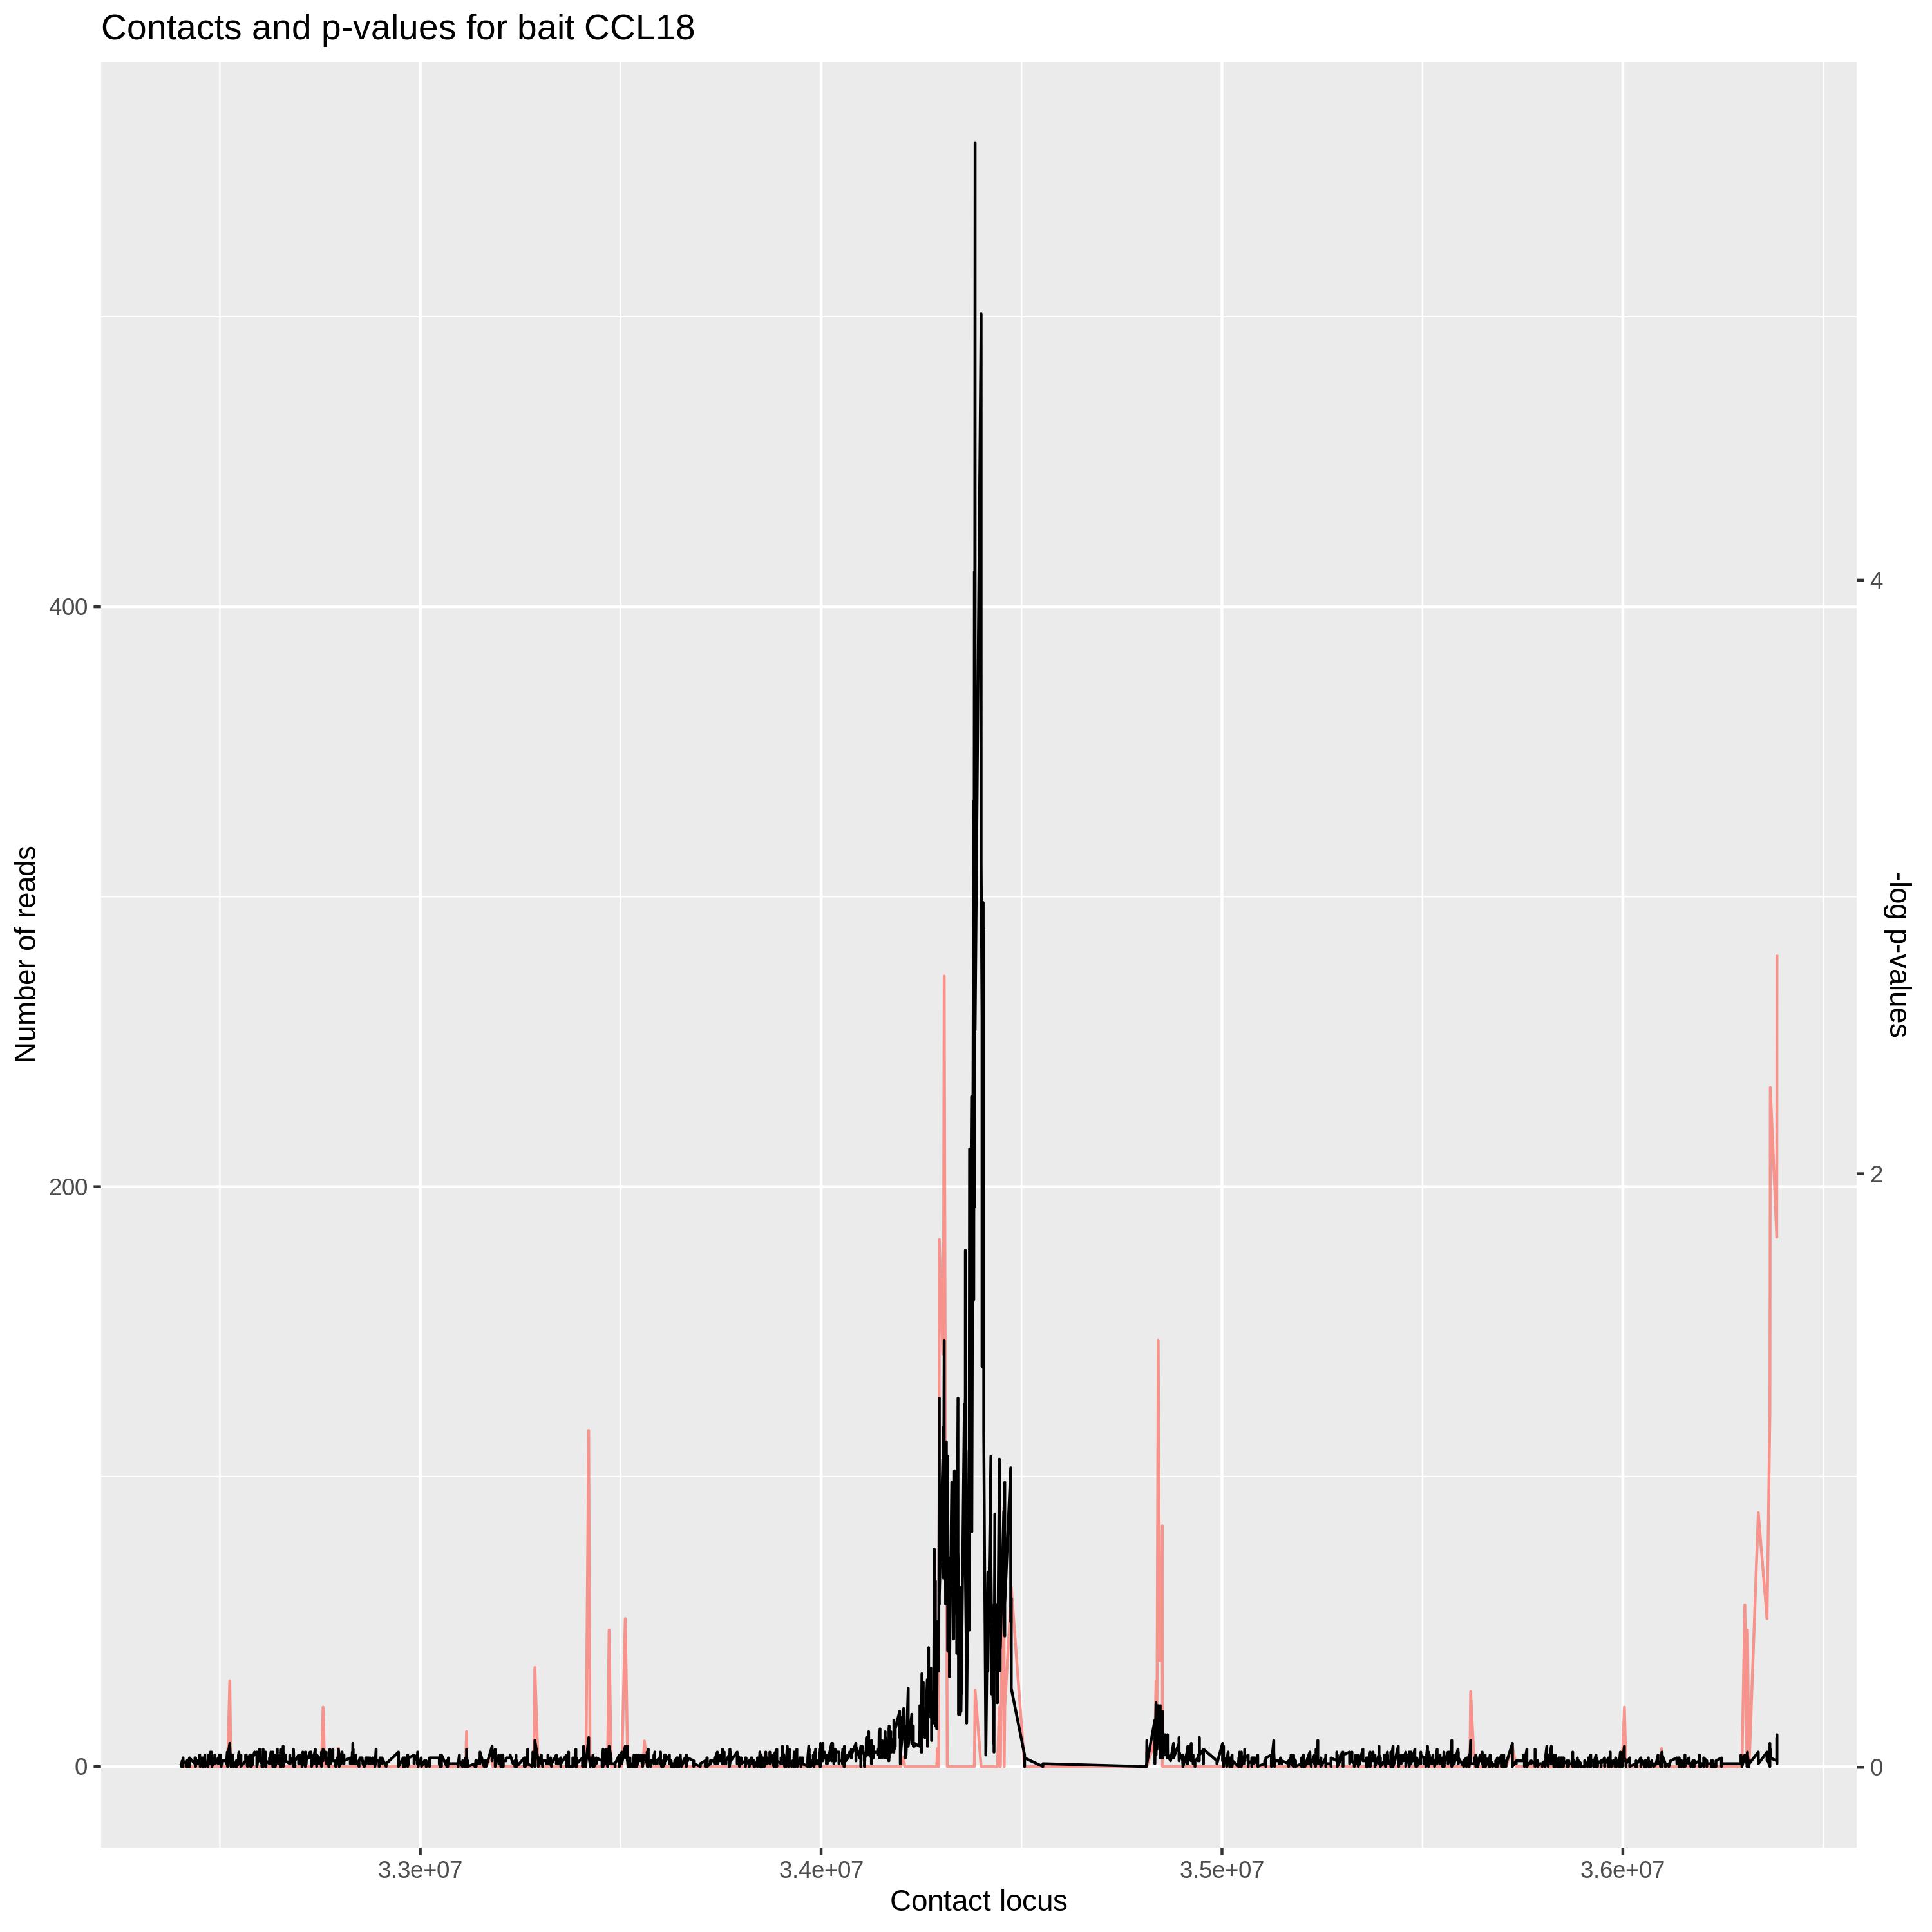 Contacts and p-values for bait CCL18
Number of reads
400
200
0
4
2
0
-log p-values
3.3e+07
3.4e+07
3.5e+07
3.6e+07
Contact locus